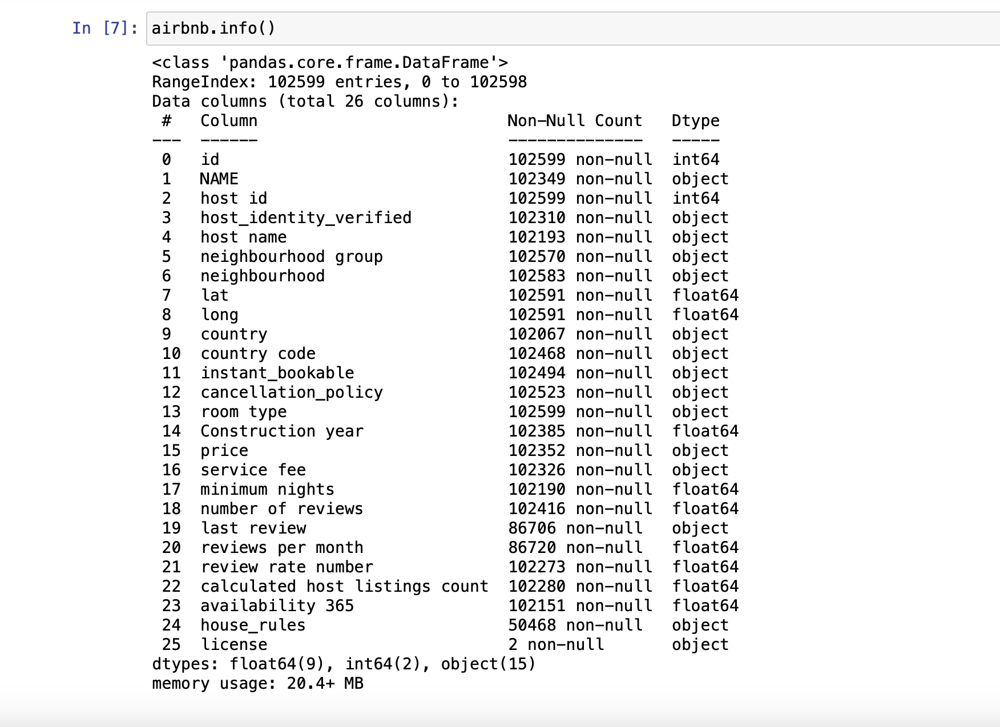 In [7]: airbnb.info()
<class 'pandas.core.frame.DataFrame'>
RangeIndex: 102599 entries, 0 to 102598
Data columns (total 26 columns):
 #   Column                          Non-Null Count   Dtype
---  ------                          --------------   -----
 0   id                              102599 non-null  int64
 1   NAME                            102349 non-null  object
 2   host id                         102599 non-null  int64
 3   host_identity_verified          102310 non-null  object
 4   host name                       102193 non-null  object
 5   neighbourhood group             102570 non-null  object
 6   neighbourhood                   102583 non-null  object
 7   lat                             102591 non-null  float64
 8   long                            102591 non-null  float64
 9   country                         102067 non-null  object
 10  country code                    102468 non-null  object
 11  instant_bookable                102494 non-null  object
 12  cancellation_policy             102523 non-null  object
 13  room type                       102599 non-null  object
 14  Construction year               102385 non-null  float64
 15  price                           102352 non-null  object
 16  service fee                     102326 non-null  object
 17  minimum nights                  102190 non-null  float64
 18  number of reviews               102416 non-null  float64
 19  last review                     86706 non-null   object
 20  reviews per month               86720 non-null   float64
 21  review rate number              102273 non-null  float64
 22  calculated host listings count  102280 non-null  float64
 23  availability 365                102151 non-null  float64
 24  house_rules                     50468 non-null   object
 25  license                         2 non-null       object
dtypes: float64(9), int64(2), object(15)
memory usage: 20.4+ MB